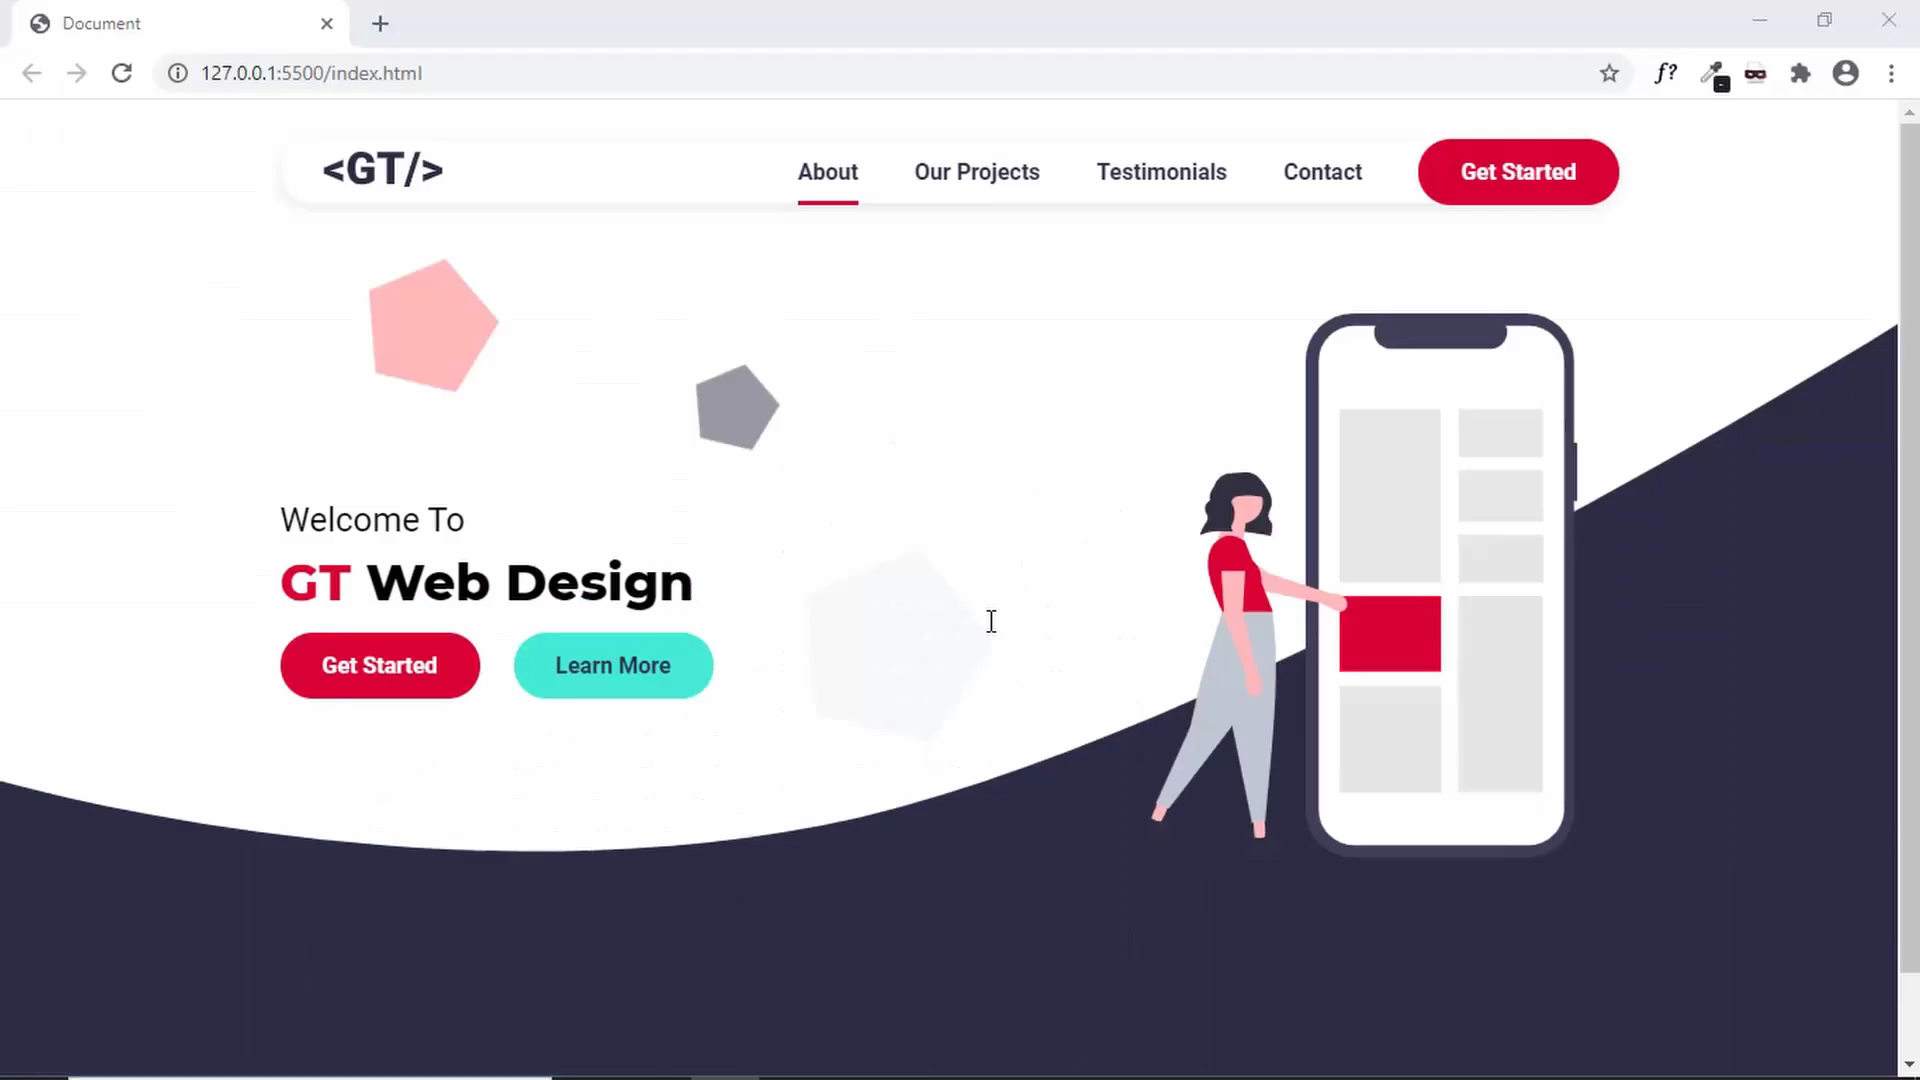 Document
127.0.0.1:5500/index.html
f?
<GT/>
About
Our Projects
Testimonials
Contact
Get Started
Welcome To
GT Web Design
Get Started
Learn More